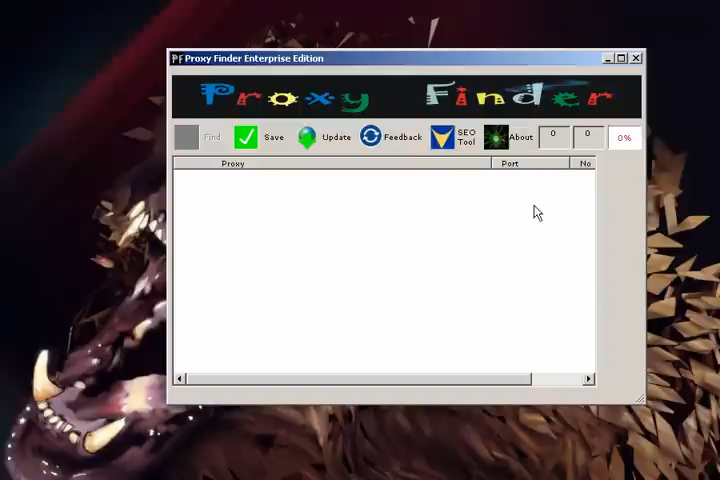 PF Proxy Finder Enterprise Edition
Proxy Finder
Find Save Update Feedback SEO Tool About 0 0 0%
Proxy Port No